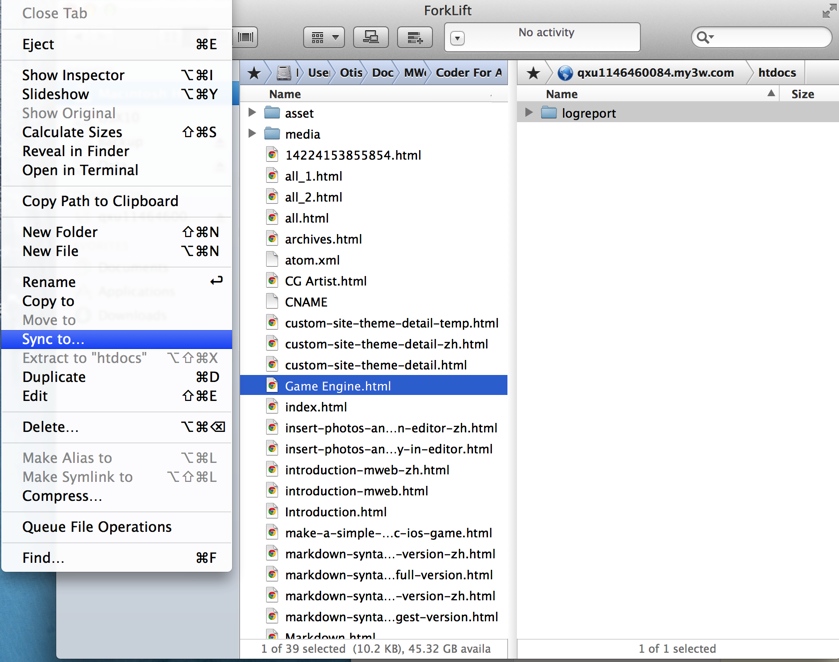 ForkLift
Close Tab
Eject ⌘E
Show Inspector ⌥⌘I
Slideshow ⌥⌘Y
Show Original
Calculate Sizes ⇧⌘S
Reveal in Finder
Open in Terminal
Copy Path to Clipboard
New Folder ⇧⌘N
New File ⌥⌘N
Rename ↩
Copy to
Move to
Sync to...
Extract to "htdocs" ⌥⇧⌘X
Duplicate ⌘D
Edit ⇧⌘E
Delete... ⌥⌘⌫
Make Alias to ⌥⌘L
Make Symlink to ⌥⇧⌘L
Compress...
Queue File Operations
Find... ⌘F
No activity
Use Otis Doc MW Coder For A
Name
asset
media
14224153855854.html
all_1.html
all_2.html
all.html
archives.html
atom.xml
CG Artist.html
CNAME
custom-site-theme-detail-temp.html
custom-site-theme-detail-zh.html
custom-site-theme-detail.html
Game Engine.html
index.html
insert-photos-an...n-editor-zh.html
insert-photos-an...y-in-editor.html
introduction-mweb-zh.html
introduction-mweb.html
Introduction.html
make-a-simple-...c-ios-game.html
markdown-synta...-version-zh.html
markdown-synta...full-version.html
markdown-synta...-version-zh.html
markdown-synta...gest-version.html
Markdown.html
1 of 39 selected (10.2 KB), 45.32 GB availa
qxu1146460084.my3w.com htdocs
Name Size
logreport
1 of 1 selected